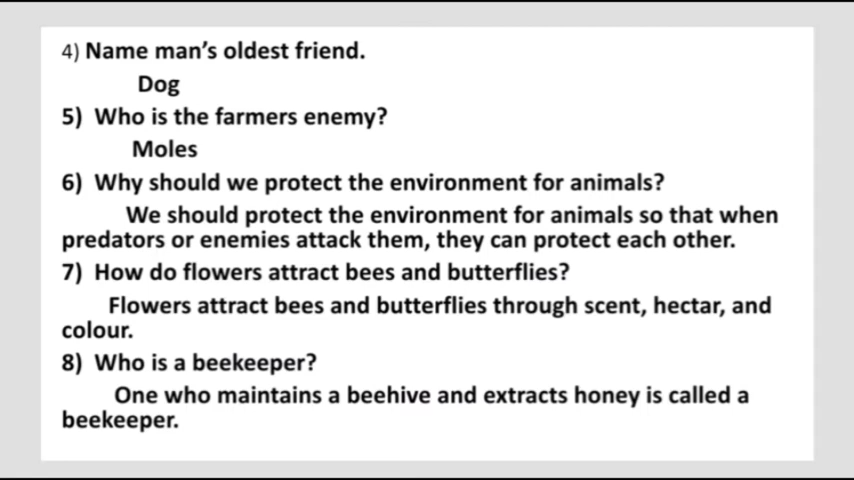 4) Name man's oldest friend.
Dog
5) Who is the farmers enemy?
Moles
6) Why should we protect the environment for animals?
We should protect the environment for animals so that when
predators or enemies attack them, they can protect each other.
7) How do flowers attract bees and butterflies?
Flowers attract bees and butterflies through scent, hectar, and
colour.
8) Who is a beekeeper?
One who maintains a beehive and extracts honey is called a
beekeeper.